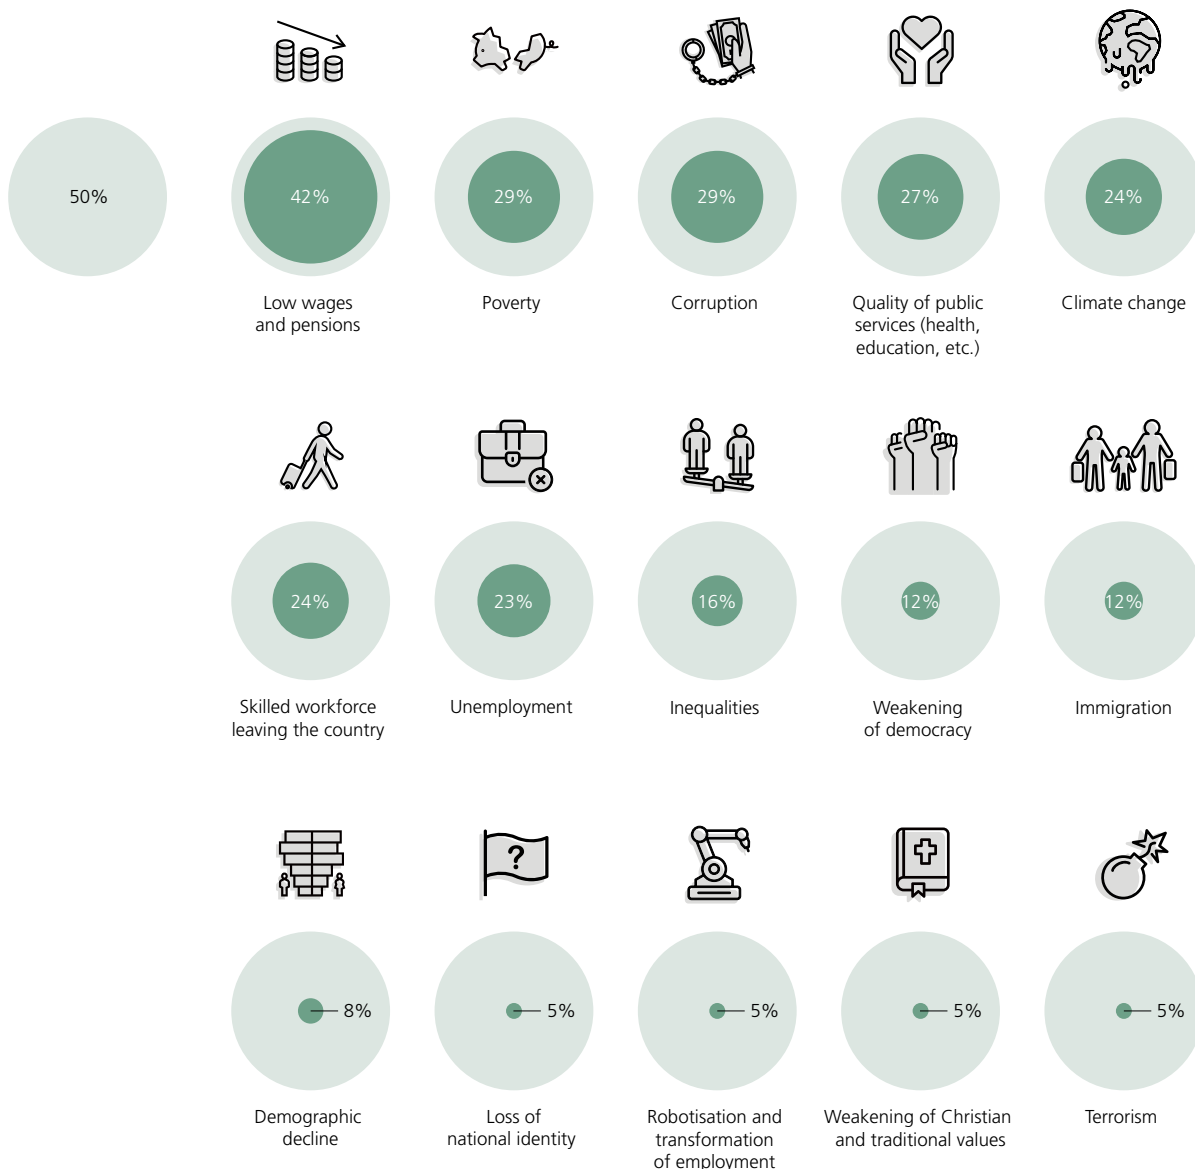 50%
42%
29%
29%
27%
24%
Low wages
and pensions
Poverty
Corruption
Quality of public
services (health,
education, etc.)
Climate change
24%
23%
16%
12%
12%
Skilled workforce
leaving the country
Unemployment
Inequalities
Weakening
of democracy
Immigration
?
8%
5%
5%
5%
5%
Demographic
decline
Loss of
national identity
Robotisation and
transformation
of employment
Weakening of Christian
and traditional values
Terrorism